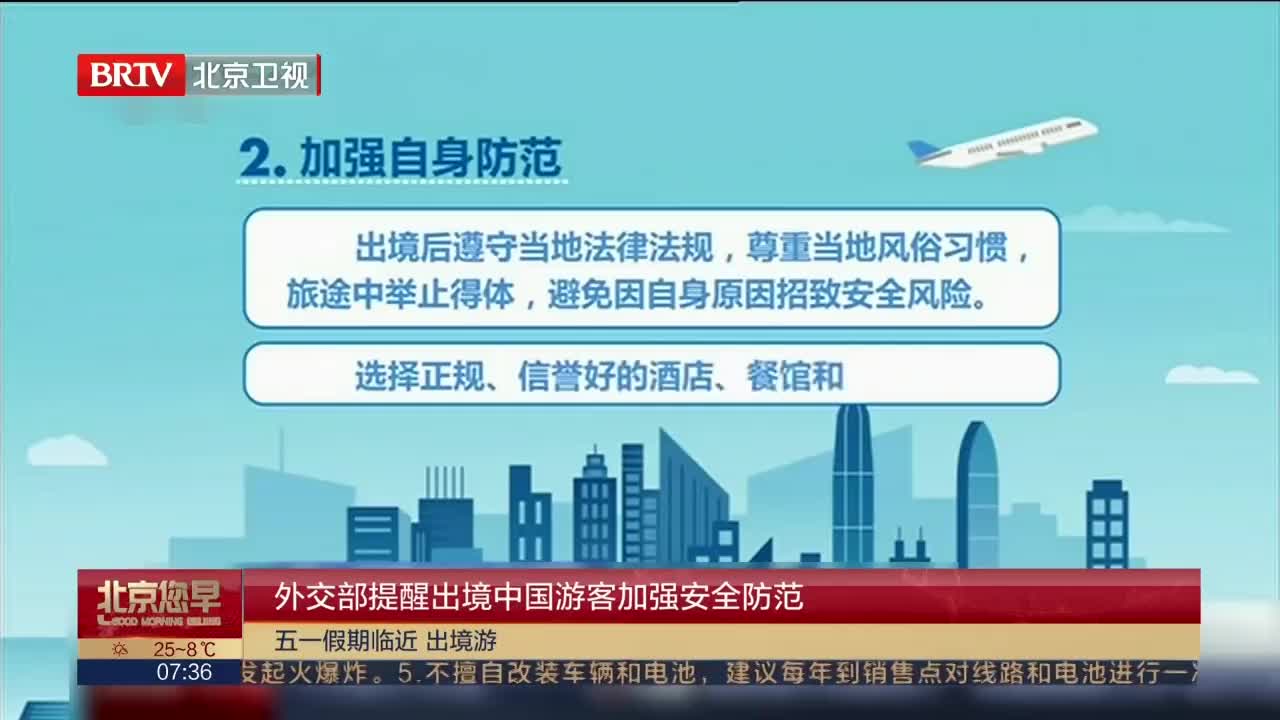 BRTV 北京卫视
2. 加强自身防范
出境后遵守当地法律法规，尊重当地风俗习惯，
旅途中举止得体，避免因自身原因招致安全风险。
选择正规、信誉好的酒店、餐馆和
北京您早
GOOD MORNING BEIJING
外交部提醒出境中国游客加强安全防范
25~8℃
五一假期临近 出境游
07:36
发起火爆炸。5.不擅自改装车辆和电池，建议每年到销售点对线路和电池进行一